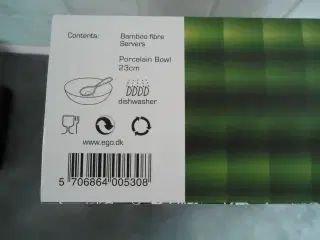 Contents: Bamboo fibre
Servers
Porcelain Bowl
23cm
dishwasher
www.ego.dk
5 706864 005308